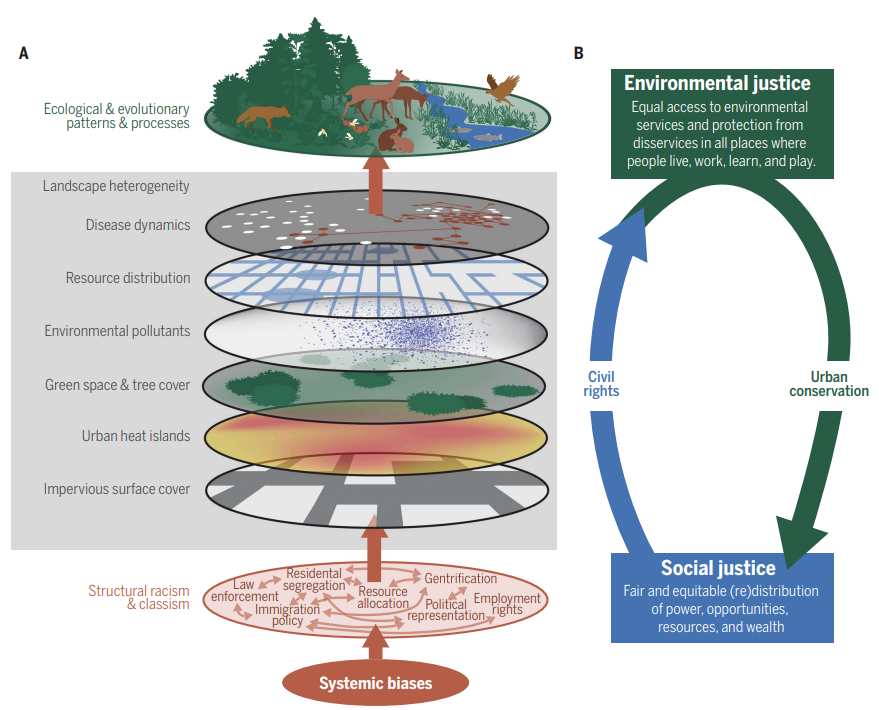 A
Ecological & evolutionary
patterns & processes
Landscape heterogeneity
Disease dynamics
Resource distribution
Environmental pollutants
Green space & tree cover
Urban heat islands
Impervious surface cover
Structural racism
& classism
Residental
segregation
Law
enforcement
Immigration
policy
Resource
allocation
Gentrification
Political
representation
Employment
rights
Systemic biases
B
Environmental justice
Equal access to environmental
services and protection from
disservices in all places where
people live, work, learn, and play.
Civil
rights
Urban
conservation
Social justice
Fair and equitable (re)distribution
of power, opportunities,
resources, and wealth